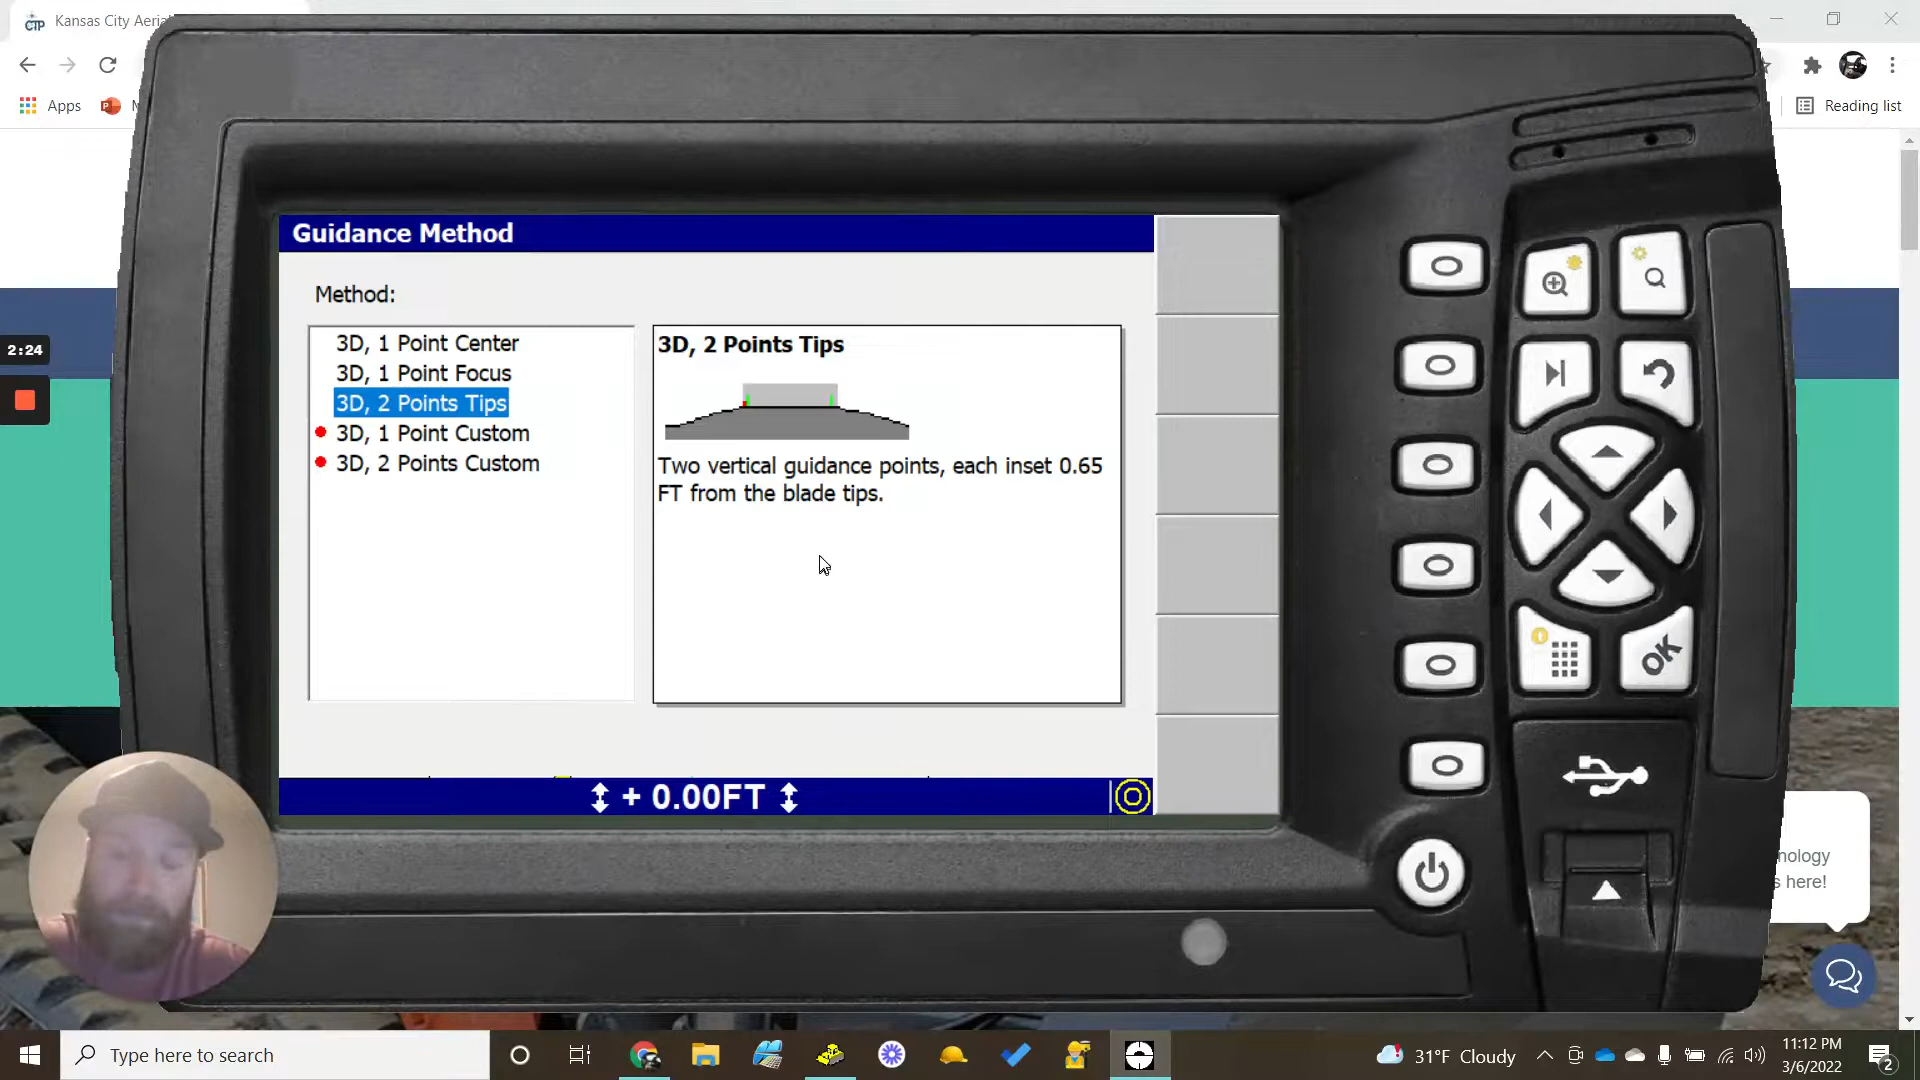 CTP Kansas City Aeria
Apps
Reading list
Guidance Method
Method:
3D, 1 Point Center
3D, 1 Point Focus
3D, 2 Points Tips
3D, 1 Point Custom
3D, 2 Points Custom
3D, 2 Points Tips
Two vertical guidance points, each inset 0.65
FT from the blade tips.
+ 0.00FT
2:24
OK
nology
s here!
Type here to search
31°F Cloudy
11:12 PM
3/6/2022
2